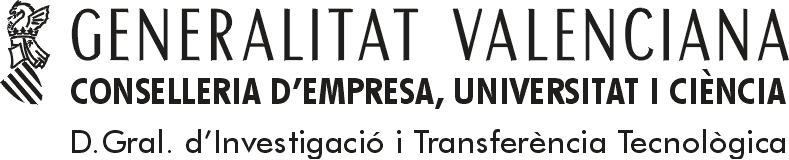 GENERALITAT VALENCIANA
CONSELLERIA D'EMPRESA, UNIVERSITAT I CIÈNCIA
D.Gral. d'Investigació i Transferència Tecnològica